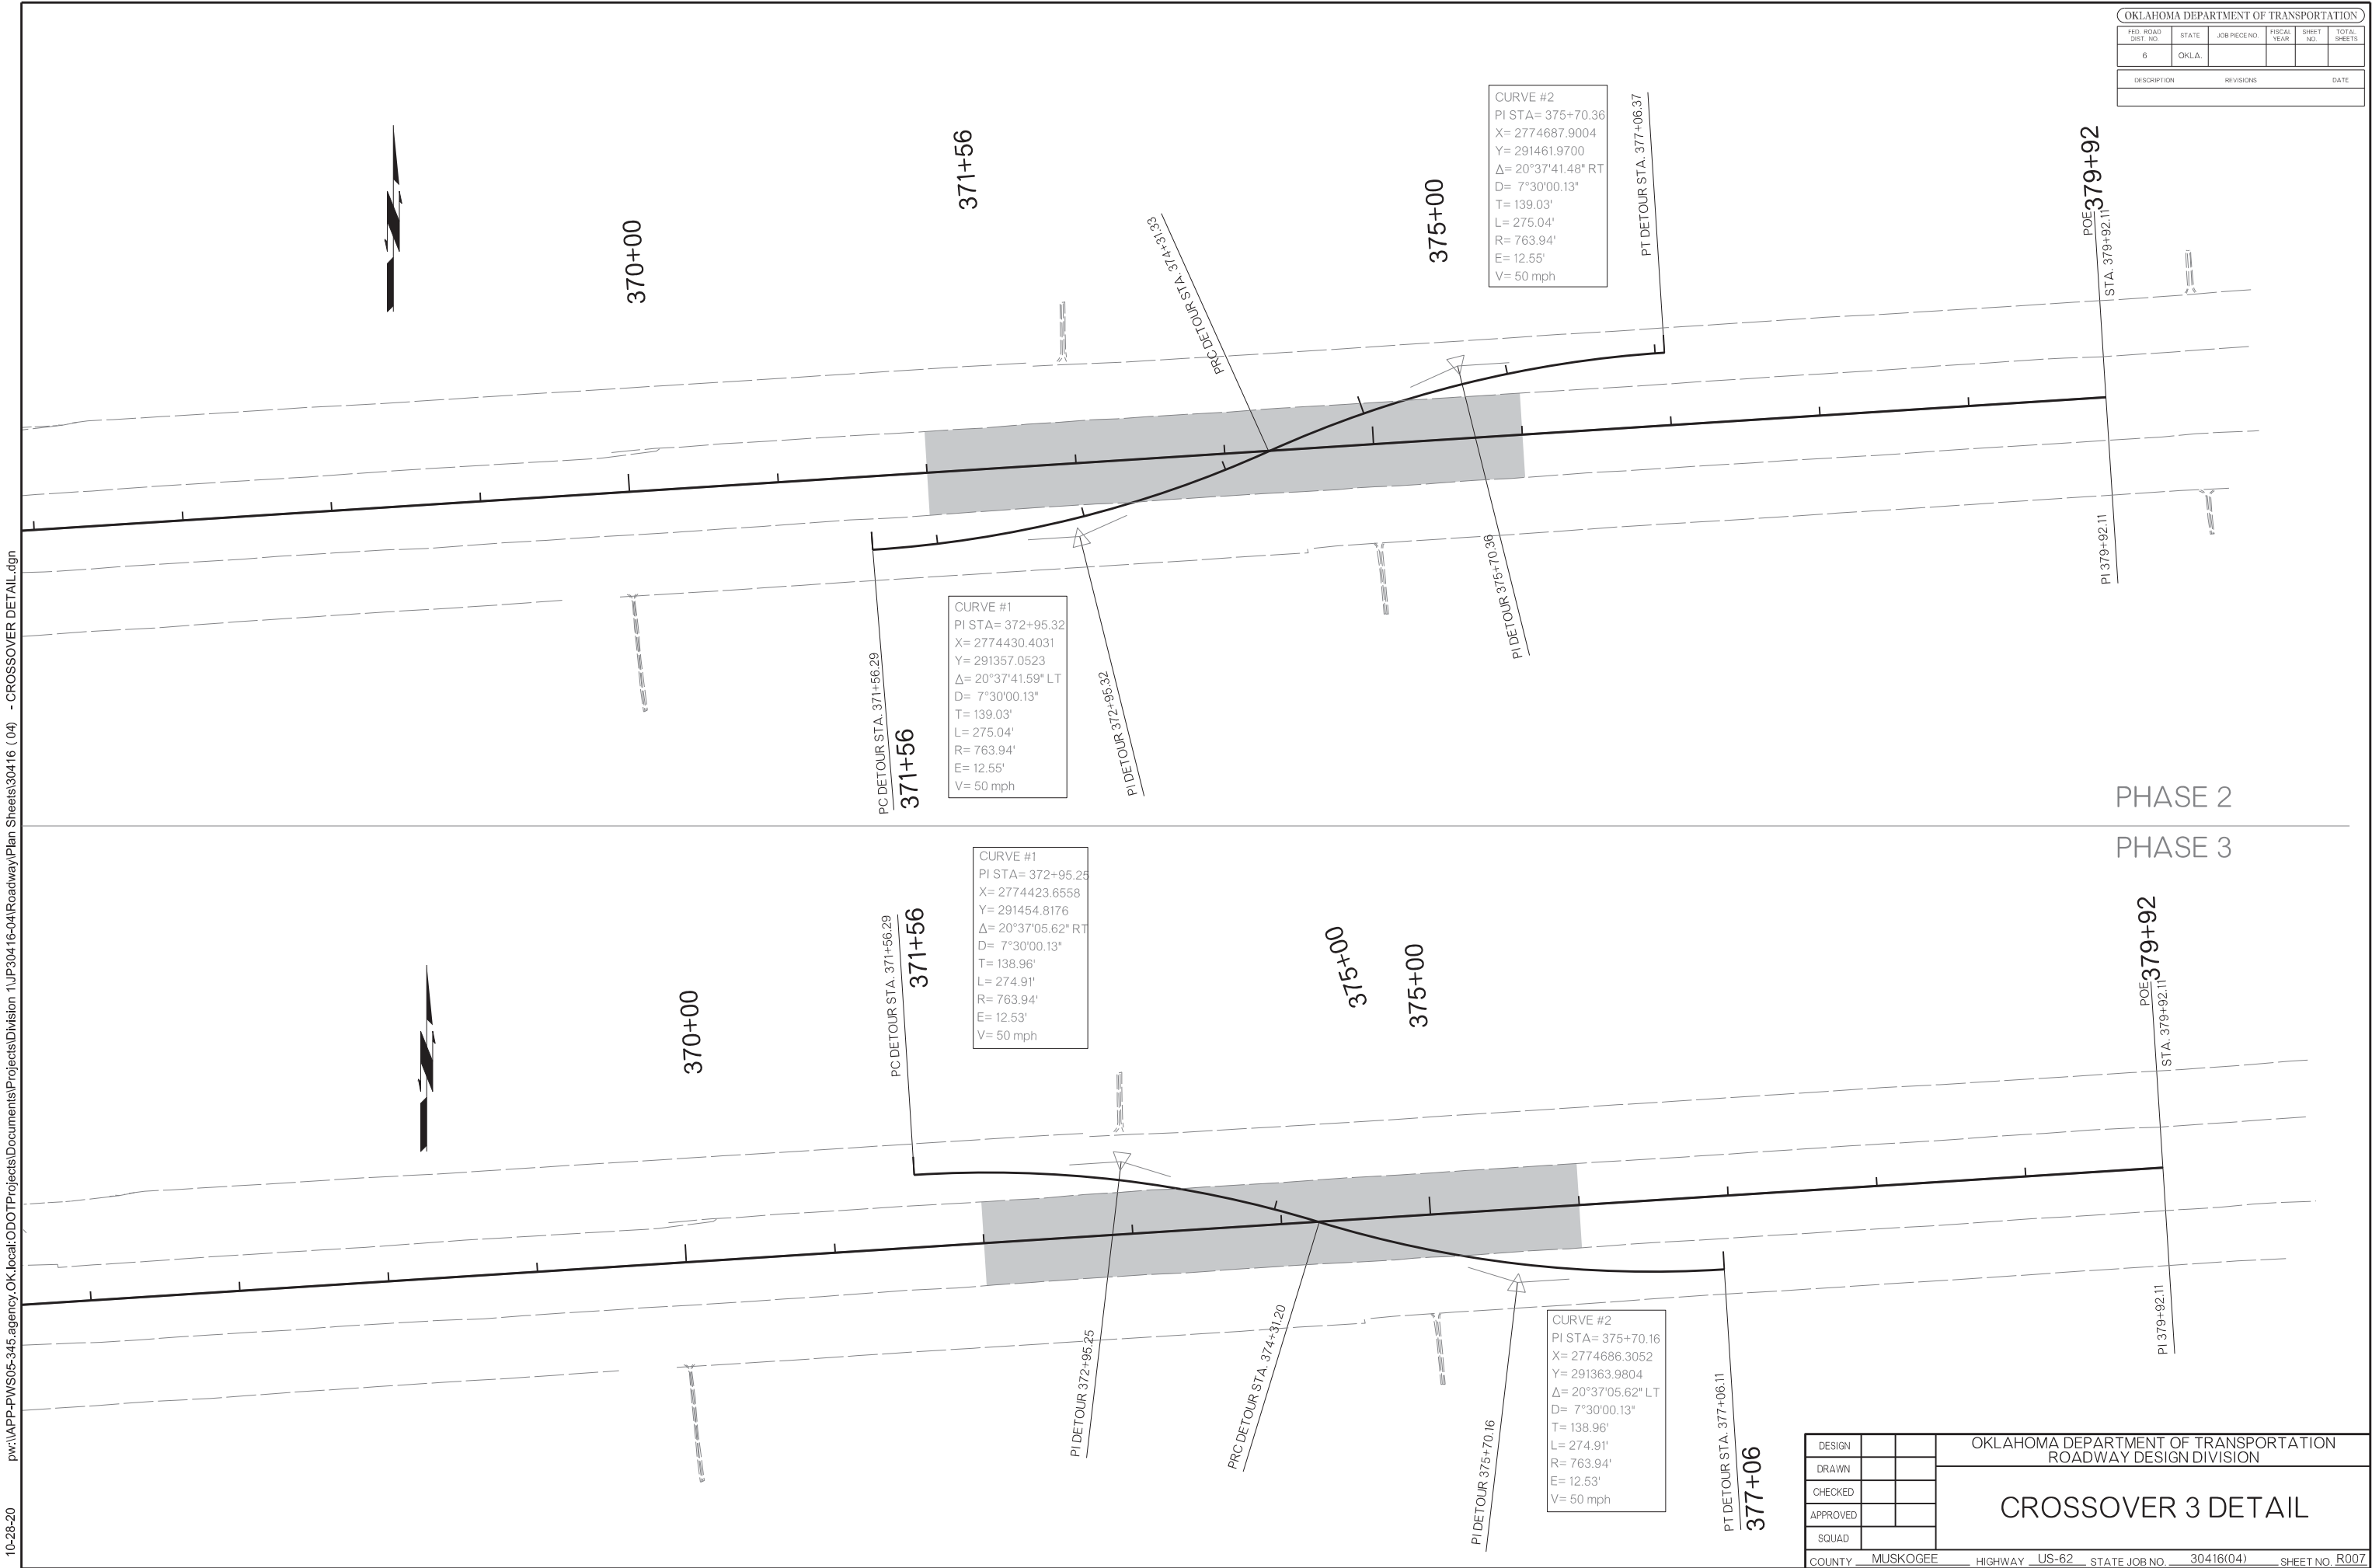 OKLAHOMA DEPARTMENT OF TRANSPORTATION
FED. ROAD DIST. NO. STATE JOB PIECE NO. FISCAL YEAR SHEET NO. TOTAL SHEETS
6 OKLA.
DESCRIPTION REVISIONS DATE
370+00
371+56
PRC DETOUR STA. 374+31.33
375+00
CURVE #2
PI STA= 375+70.36
X= 2774687.9004
Y= 291461.9700
Δ= 20°37'41.48" RT
D= 7°30'00.13"
T= 139.03'
L= 275.04'
R= 763.94'
E= 12.55'
V= 50 mph
PT DETOUR STA. 377+06.37
POE
379+92
STA. 379+92.11
PI 379+92.11
PC DETOUR STA. 371+56.29
371+56
CURVE #1
PI STA= 372+95.32
X= 2774430.4031
Y= 291357.0523
Δ= 20°37'41.59" LT
D= 7°30'00.13"
T= 139.03'
L= 275.04'
R= 763.94'
E= 12.55'
V= 50 mph
PI DETOUR 372+95.32
PI DETOUR 375+70.36
PHASE 2
PHASE 3
370+00
PC DETOUR STA. 371+56.29
371+56
CURVE #1
PI STA= 372+95.25
X= 2774423.6558
Y= 291454.8176
Δ= 20°37'05.62" RT
D= 7°30'00.13"
T= 138.96'
L= 274.91'
R= 763.94'
E= 12.53'
V= 50 mph
375+00
375+00
POE
379+92
STA. 379+92.11
PI 379+92.11
PI DETOUR 372+95.25
PRC DETOUR STA. 374+31.20
PI DETOUR 375+70.16
CURVE #2
PI STA= 375+70.16
X= 2774686.3052
Y= 291363.9804
Δ= 20°37'05.62" LT
D= 7°30'00.13"
T= 138.96'
L= 274.91'
R= 763.94'
E= 12.53'
V= 50 mph
PT DETOUR STA. 377+06.11
377+06
DESIGN
DRAWN
CHECKED
APPROVED
SQUAD
OKLAHOMA DEPARTMENT OF TRANSPORTATION
ROADWAY DESIGN DIVISION
CROSSOVER 3 DETAIL
COUNTY MUSKOGEE HIGHWAY US-62 STATE JOB NO. 30416(04) SHEET NO. R007
10-28-20 pw:\\APP-PWS05-345.agency.OK.local:ODOTProjects\Documents\Projects\Division 1\JP30416-04\Roadway\Plan Sheets\30416 ( 04) - CROSSOVER DETAIL.dgn